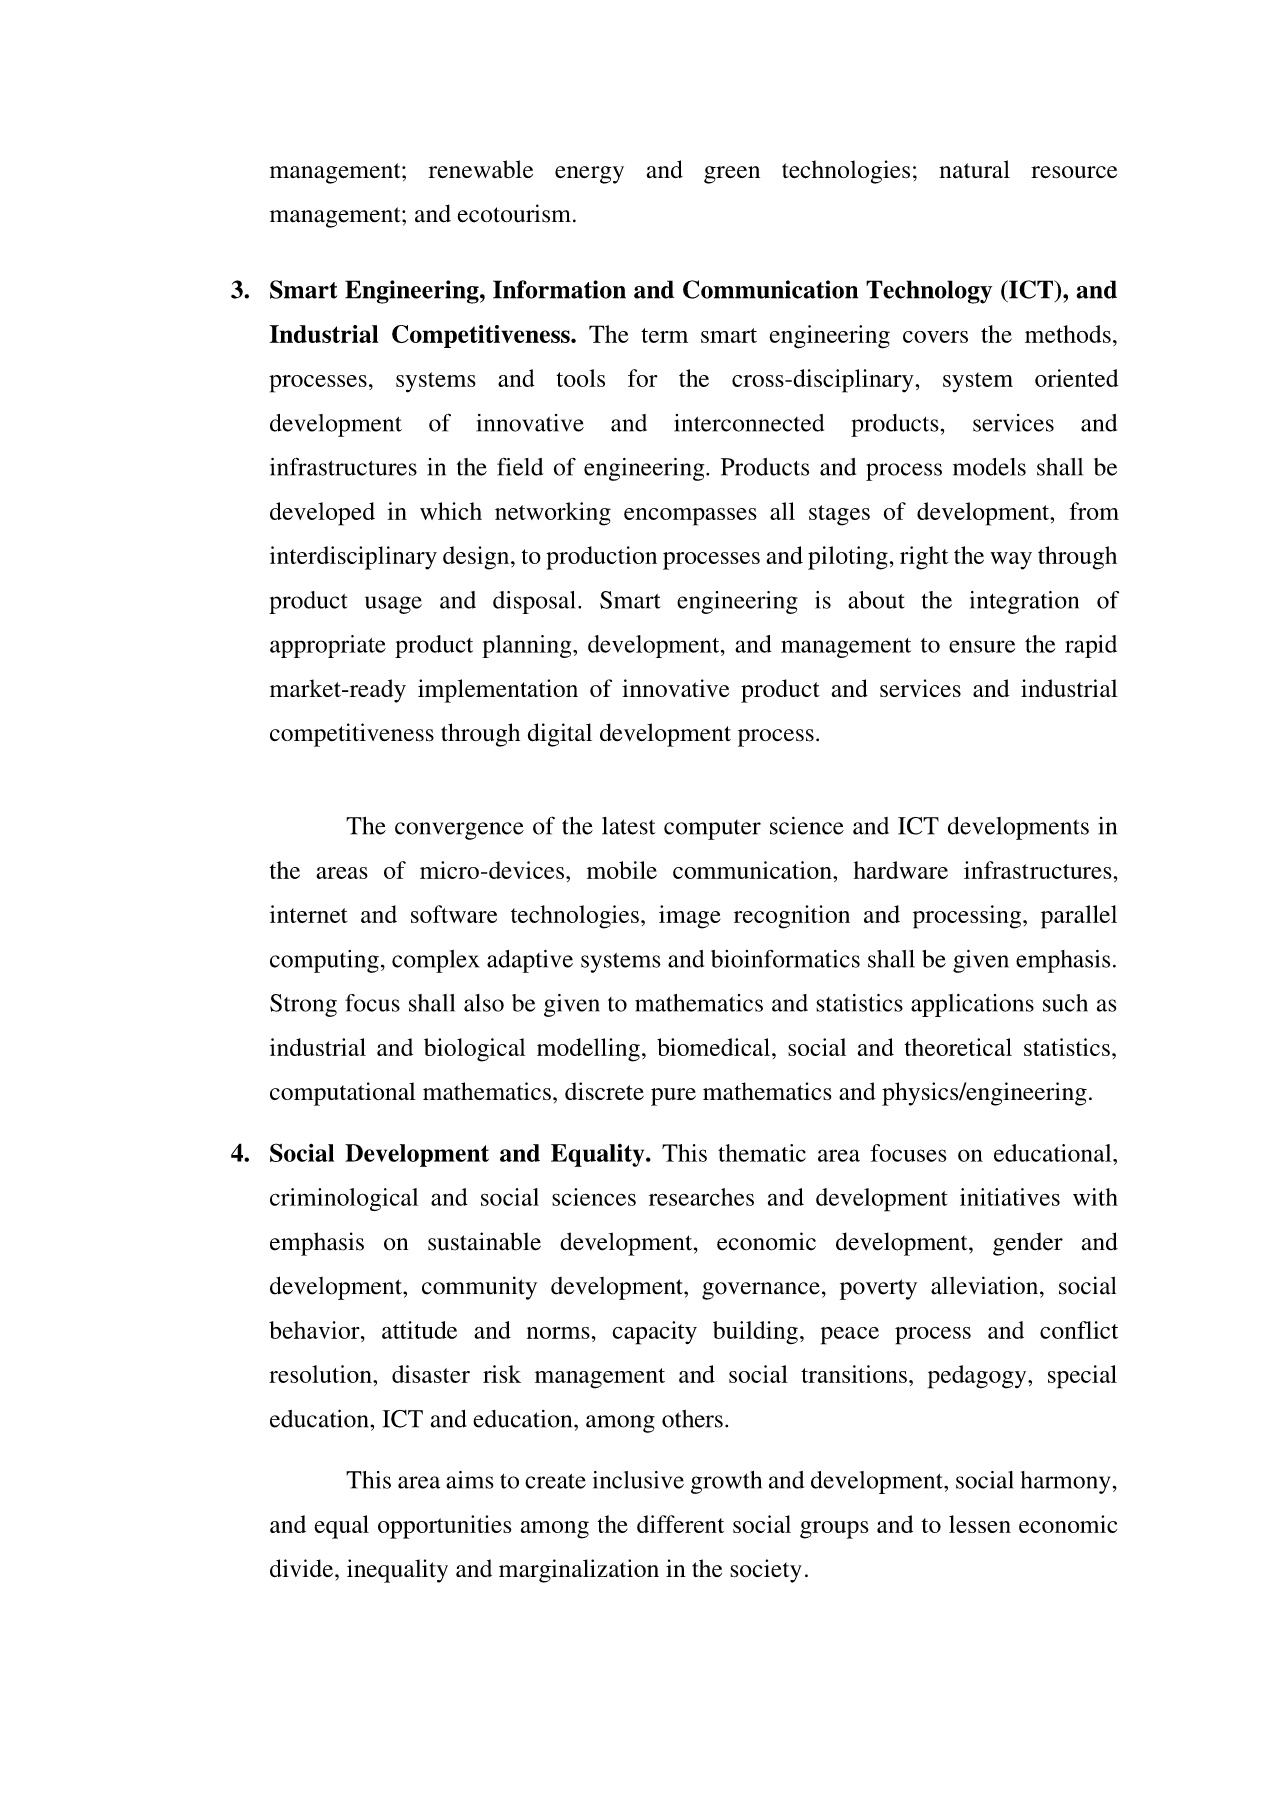 management; renewable energy and green technologies; natural resource
management; and ecotourism.
3. Smart Engineering, Information and Communication Technology (ICT), and
Industrial Competitiveness. The term smart engineering covers the methods,
processes, systems and tools for the cross-disciplinary, system oriented
development of innovative and interconnected products, services and
infrastructures in the field of engineering. Products and process models shall be
developed in which networking encompasses all stages of development, from
interdisciplinary design, to production processes and piloting, right the way through
product usage and disposal. Smart engineering is about the integration of
appropriate product planning, development, and management to ensure the rapid
market-ready implementation of innovative product and services and industrial
competitiveness through digital development process.
The convergence of the latest computer science and ICT developments in
the areas of micro-devices, mobile communication, hardware infrastructures,
internet and software technologies, image recognition and processing, parallel
computing, complex adaptive systems and bioinformatics shall be given emphasis.
Strong focus shall also be given to mathematics and statistics applications such as
industrial and biological modelling, biomedical, social and theoretical statistics,
computational mathematics, discrete pure mathematics and physics/engineering.
4. Social Development and Equality. This thematic area focuses on educational,
criminological and social sciences researches and development initiatives with
emphasis on sustainable development, economic development, gender and
development, community development, governance, poverty alleviation, social
behavior, attitude and norms, capacity building, peace process and conflict
resolution, disaster risk management and social transitions, pedagogy, special
education, ICT and education, among others.
This area aims to create inclusive growth and development, social harmony,
and equal opportunities among the different social groups and to lessen economic
divide, inequality and marginalization in the society.